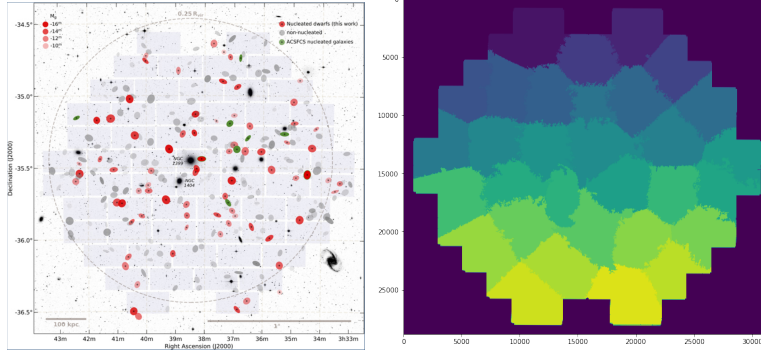 M_g
-16ᵐ
-14ᵐ
-12ᵐ
-10ᵐ
0.25 R
Nucleated dwarfs (this work)
non-nucleated
ACSFCS nucleated galaxies
NGC
1399
NGC
1404
100 kpc
1°
-34.5°
-35.0°
-35.5°
-36.0°
-36.5°
Declination (J2000)
43m
42m
41m
40m
39m
38m
37m
36m
35m
34m
3h33m
Right Ascension (J2000)
0
5000
10000
15000
20000
25000
0
5000
10000
15000
20000
25000
30000